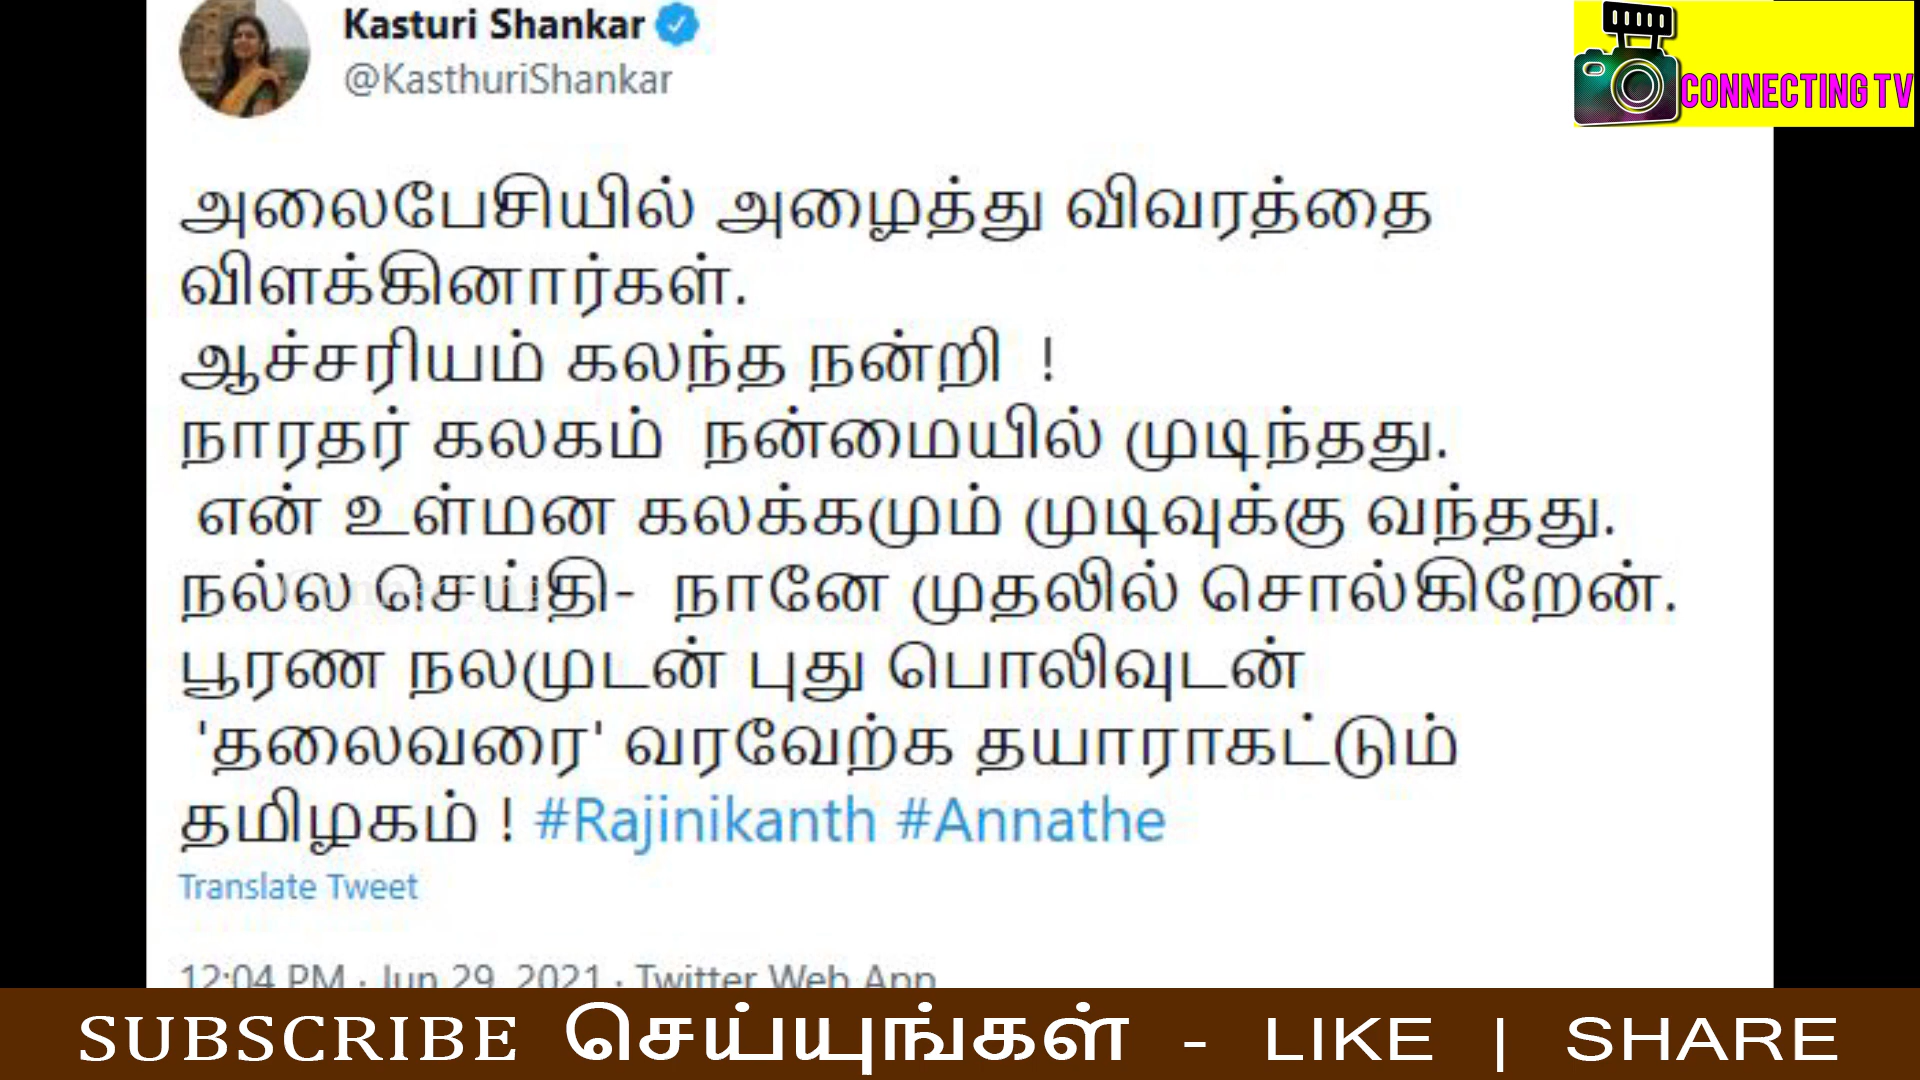 Kasturi Shankar
@KasthuriShankar
CONNECTING TV
அலைபேசியில் அழைத்து விவரத்தை
விளக்கினார்கள்.
ஆச்சரியம் கலந்த நன்றி !
நாரதர் கலகம் நன்மையில் முடிந்தது.
என் உள்மன கலக்கமும் முடிவுக்கு வந்தது.
நல்ல செய்தி- நானே முதலில் சொல்கிறேன்.
பூரண நலமுடன் புது பொலிவுடன்
'தலைவரை' வரவேற்க தயாராகட்டும்
தமிழகம் ! #Rajinikanth #Annathe
Translate Tweet
12:04 PM · Jun 29, 2021 · Twitter Web App
SUBSCRIBE செய்யுங்கள் - LIKE | SHARE
Connecting